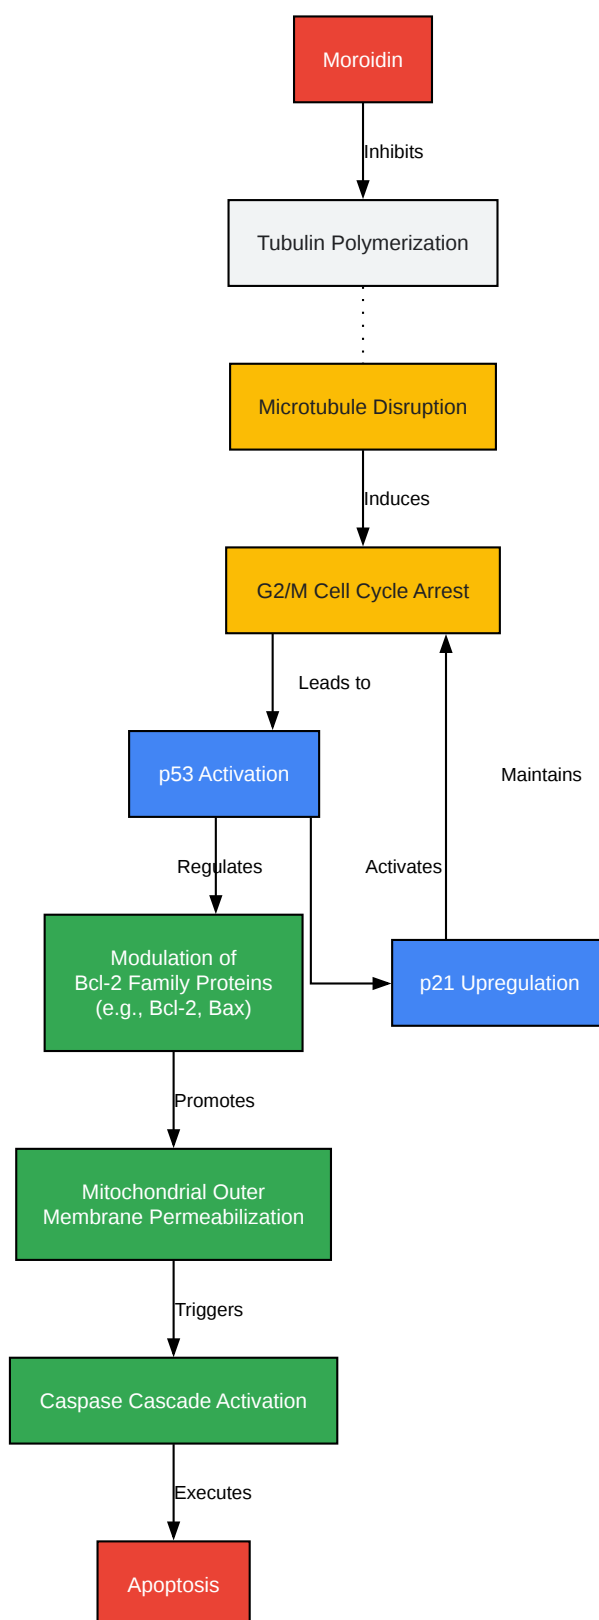 Moroidin
Inhibits
Tubulin Polymerization
Microtubule Disruption
Induces
G2/M Cell Cycle Arrest
Leads to
p53 Activation
Maintains
Regulates
Activates
Modulation of
Bcl-2 Family Proteins
(e.g., Bcl-2, Bax)
p21 Upregulation
Promotes
Mitochondrial Outer
Membrane Permeabilization
Triggers
Caspase Cascade Activation
Executes
Apoptosis